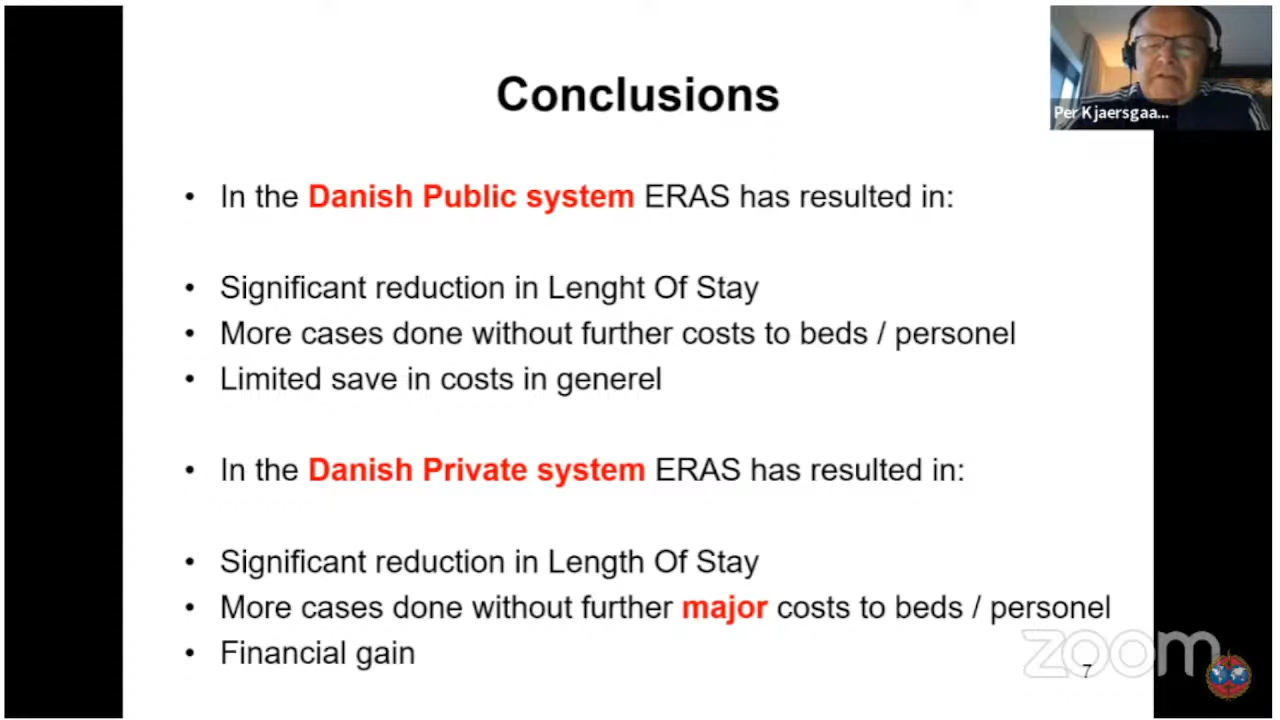 Conclusions
Per Kjaersgaa...
• In the Danish Public system ERAS has resulted in:
• Significant reduction in Lenght Of Stay
• More cases done without further costs to beds / personel
• Limited save in costs in generel
• In the Danish Private system ERAS has resulted in:
• Significant reduction in Length Of Stay
• More cases done without further major costs to beds / personel
• Financial gain
zoom
7